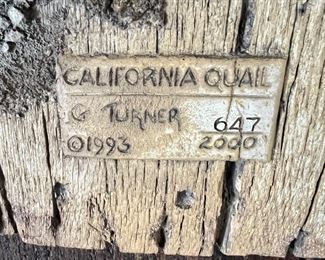 CALIFORNIA QUAIL
G TURNER 647
©1993 2000